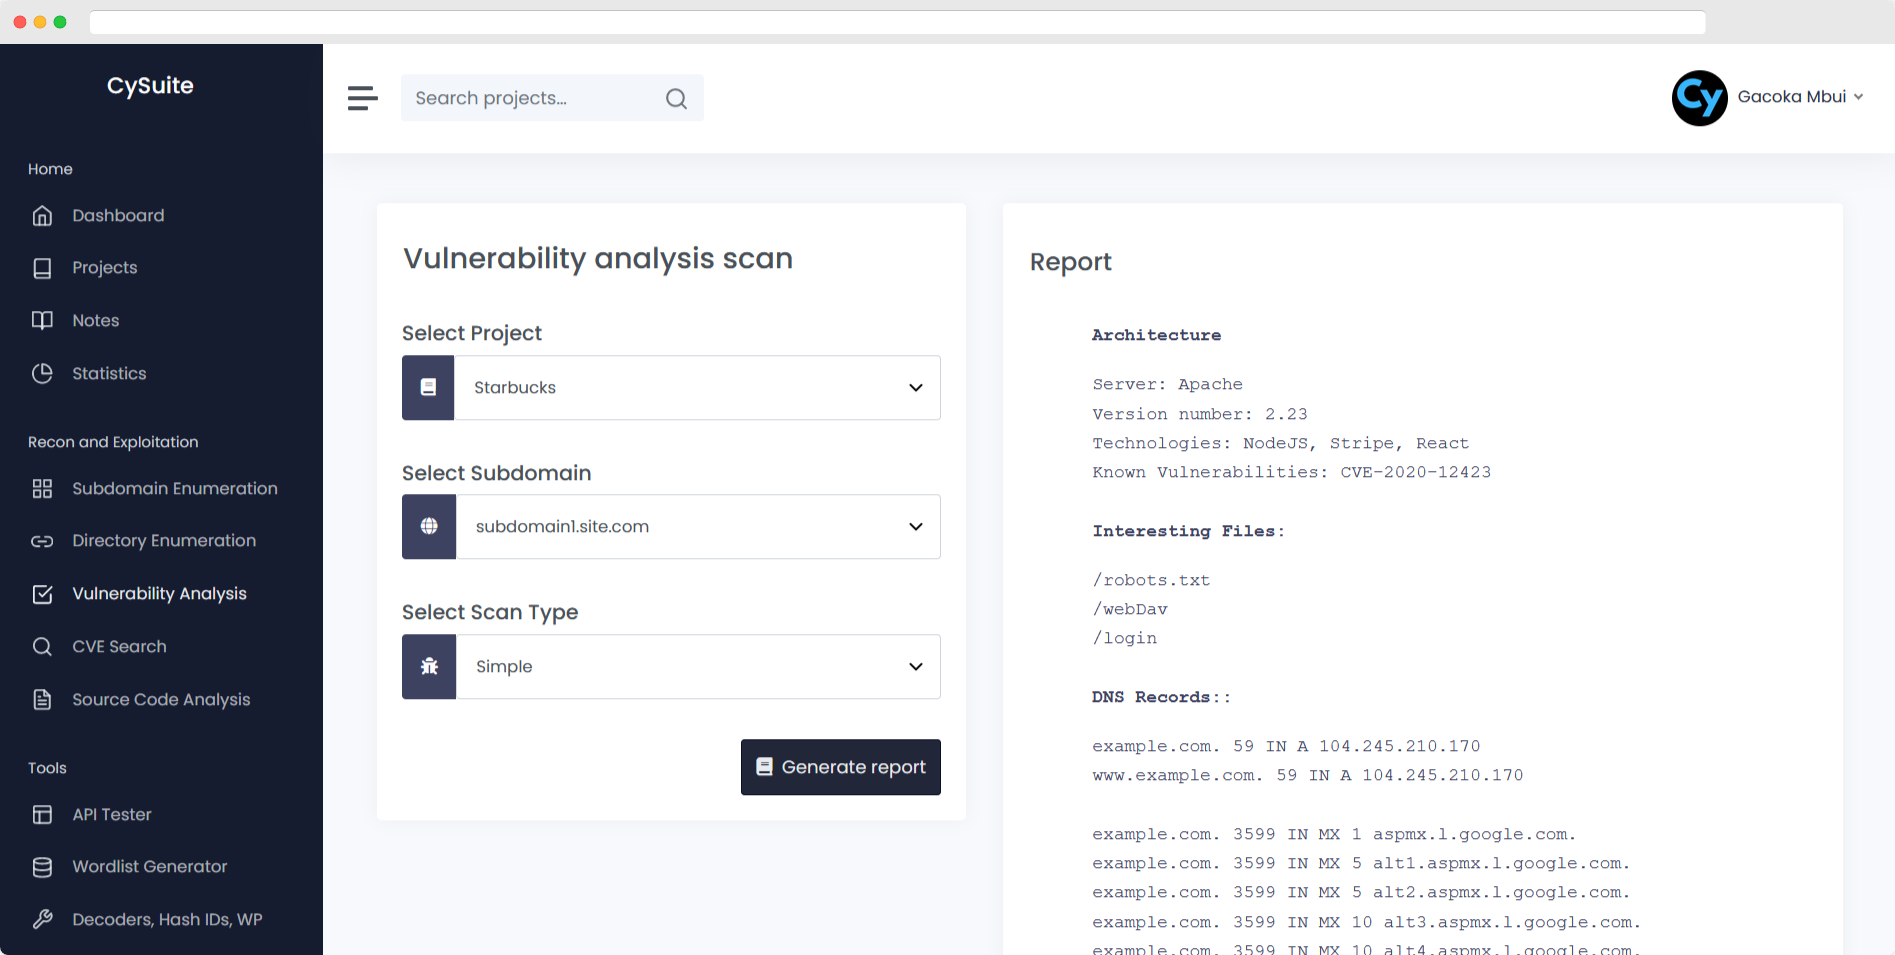 CySuite
Home
Dashboard
Projects
Notes
Statistics
Recon and Exploitation
Subdomain Enumeration
Directory Enumeration
Vulnerability Analysis
CVE Search
Source Code Analysis
Tools
API Tester
Wordlist Generator
Decoders, Hash IDs, WP
Search projects...
Cy
Gacoka Mbui
Vulnerability analysis scan
Select Project
Starbucks
Select Subdomain
subdomain1.site.com
Select Scan Type
Simple
Generate report
Report
Architecture
Server: Apache
Version number: 2.23
Technologies: NodeJS, Stripe, React
Known Vulnerabilities: CVE-2020-12423
Interesting Files:
/robots.txt
/webDav
/login
DNS Records::
example.com. 59 IN A 104.245.210.170
www.example.com. 59 IN A 104.245.210.170
example.com. 3599 IN MX 1 aspmx.l.google.com.
example.com. 3599 IN MX 5 alt1.aspmx.l.google.com.
example.com. 3599 IN MX 5 alt2.aspmx.l.google.com.
example.com. 3599 IN MX 10 alt3.aspmx.l.google.com.
example.com. 3599 IN MX 10 alt4.aspmx.l.google.com.